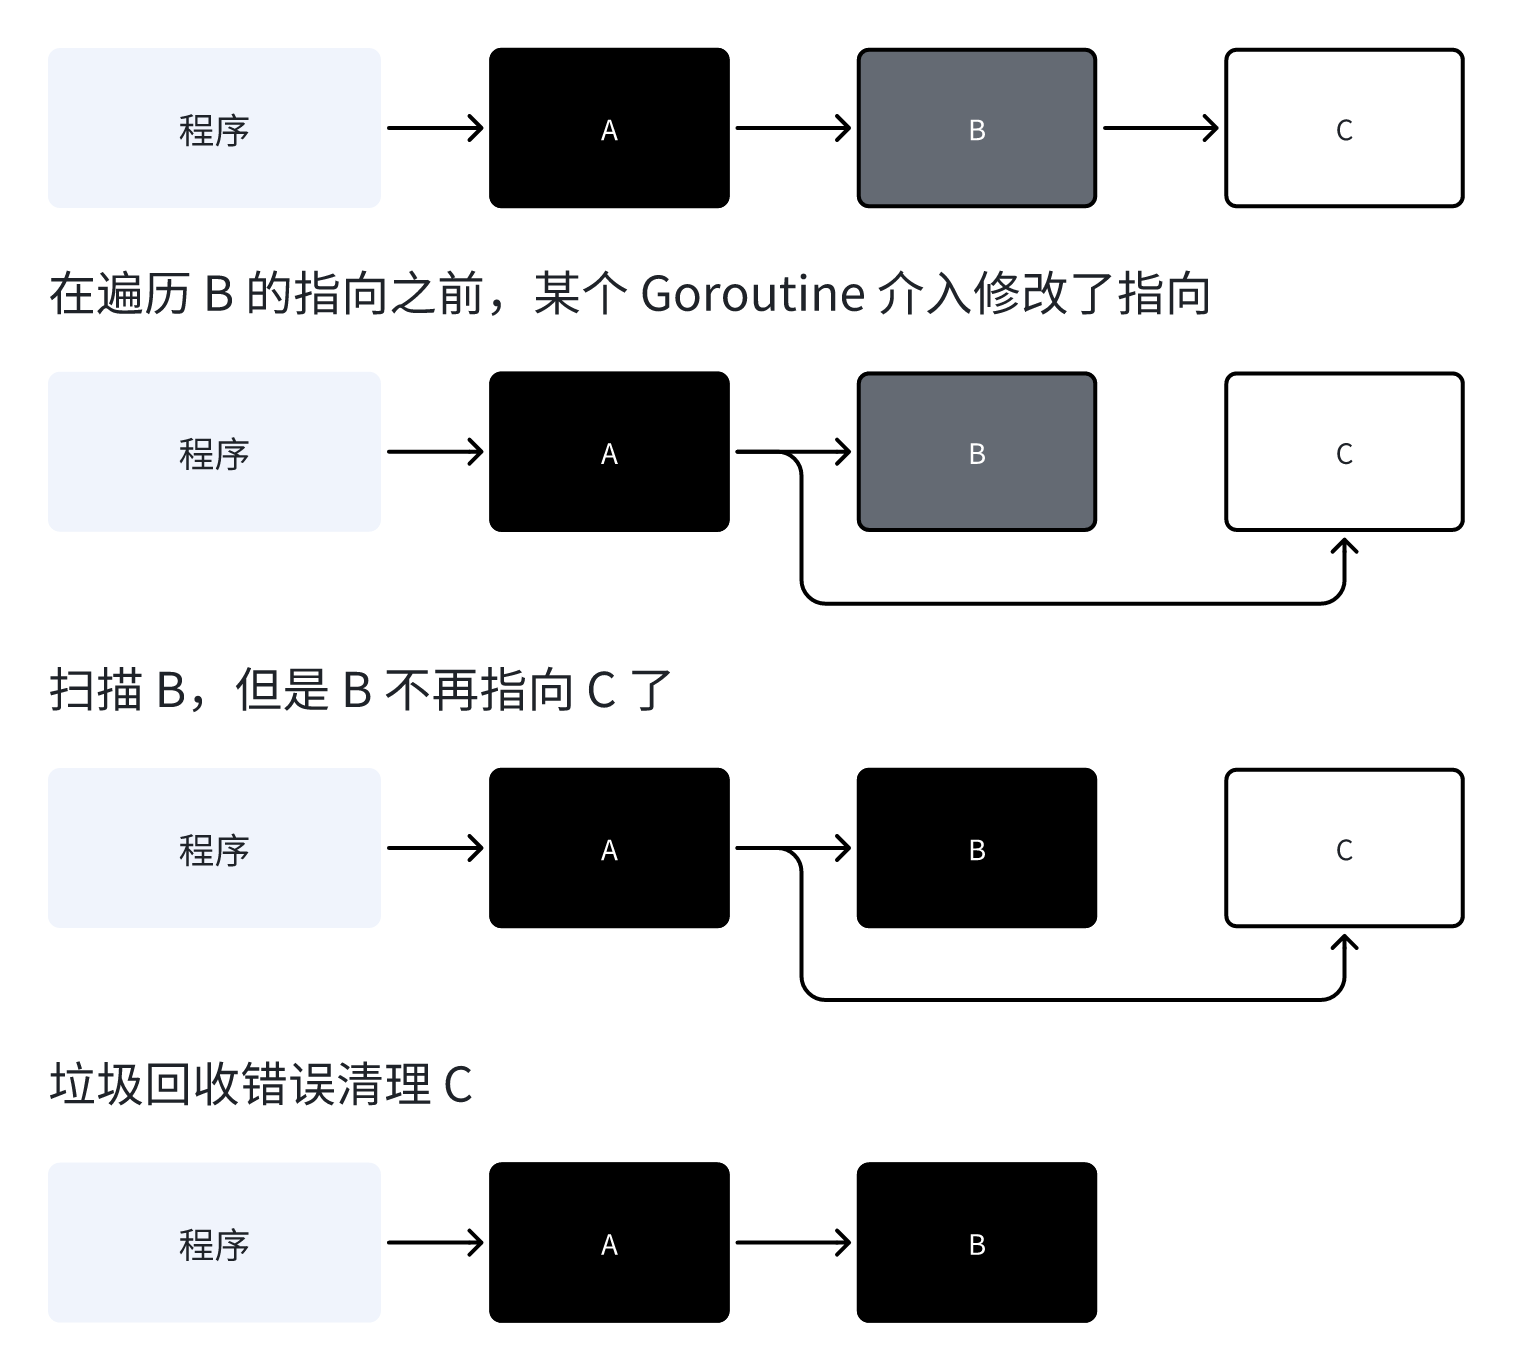 程序 A B C
在遍历 B 的指向之前，某个 Goroutine 介入修改了指向
程序 A B C
扫描 B，但是 B 不再指向 C 了
程序 A B C
垃圾回收错误清理 C
程序 A B